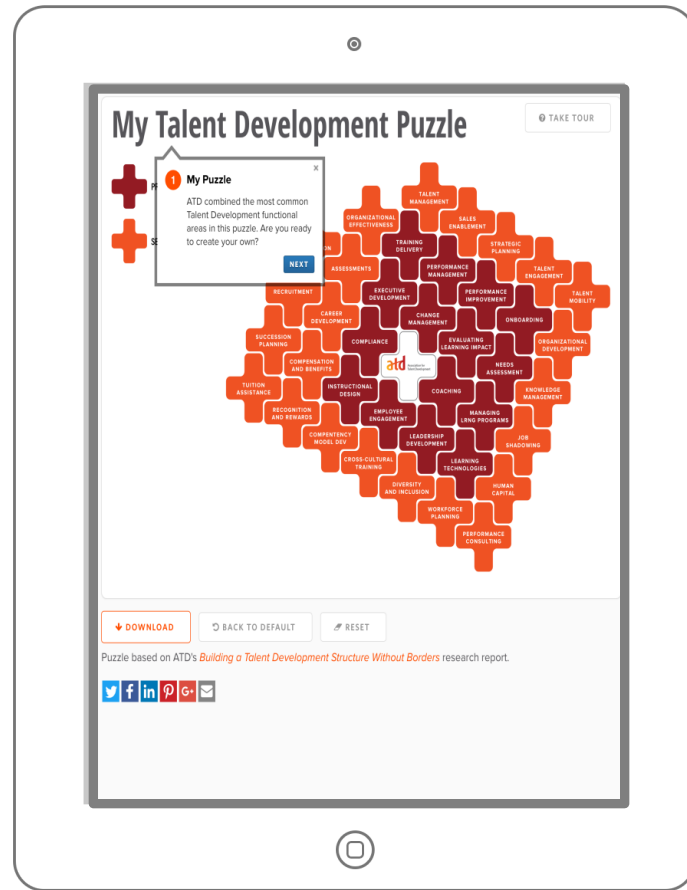 My Talent Development Puzzle
TAKE TOUR
1 My Puzzle
×
ATD combined the most common
Talent Development functional
areas in this puzzle. Are you ready
to create your own?
NEXT
TALENT
MANAGEMENT
ORGANIZATIONAL
EFFECTIVENESS
SALES
ENABLEMENT
TRAINING
DELIVERY
STRATEGIC
PLANNING
ASSESSMENTS
PERFORMANCE
MANAGEMENT
TALENT
ENGAGEMENT
RECRUITMENT
EXECUTIVE
DEVELOPMENT
PERFORMANCE
IMPROVEMENT
TALENT
MOBILITY
CAREER
DEVELOPMENT
CHANGE
MANAGEMENT
ONBOARDING
SUCCESSION
PLANNING
COMPLIANCE
EVALUATING
LEARNING IMPACT
ORGANIZATIONAL
DEVELOPMENT
COMPENSATION
AND BENEFITS
atd
NEEDS
ASSESSMENT
TUITION
ASSISTANCE
INSTRUCTIONAL
DESIGN
COACHING
KNOWLEDGE
MANAGEMENT
RECOGNITION
AND REWARDS
EMPLOYEE
ENGAGEMENT
MANAGING
LRNG PROGRAMS
COMPENTENCY
MODEL DEV
LEADERSHIP
DEVELOPMENT
JOB
SHADOWING
CROSS-CULTURAL
TRAINING
LEARNING
TECHNOLOGIES
DIVERSITY
AND INCLUSION
HUMAN
CAPITAL
WORKFORCE
PLANNING
PERFORMANCE
CONSULTING
DOWNLOAD
BACK TO DEFAULT
RESET
Puzzle based on ATD's Building a Talent Development Structure Without Borders research report.